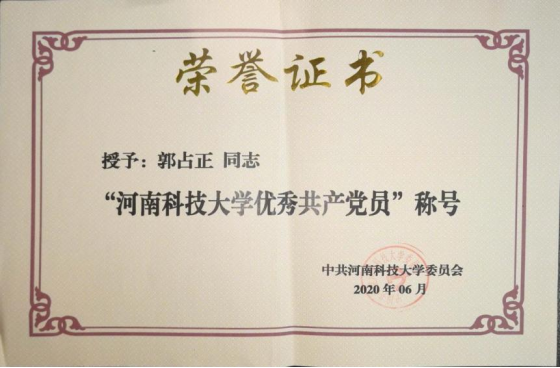 荣誉证书
授予：郭占正 同志
“河南科技大学优秀共产党员”称号
中共河南科技大学委员会
2020年06月